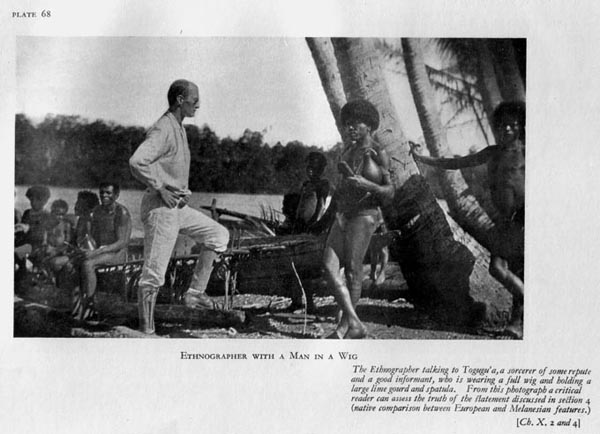 PLATE 68
ETHNOGRAPHER WITH A MAN IN A WIG
The Ethnographer talking to Togugu'a, a sorcerer of some repute
and a good informant, who is wearing a full wig and holding a
large lime gourd and spatula. From this photograph a critical
reader can assess the truth of the statement discussed in section 4
(native comparison between European and Melanesian features.)
[Ch. X. 2 and 4]